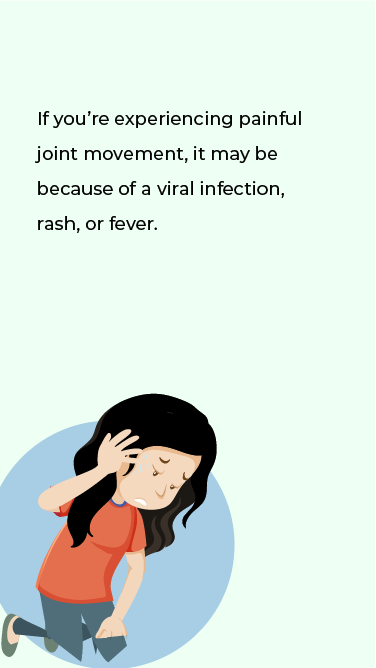 If you’re experiencing painful
joint movement, it may be
because of a viral infection,
rash, or fever.